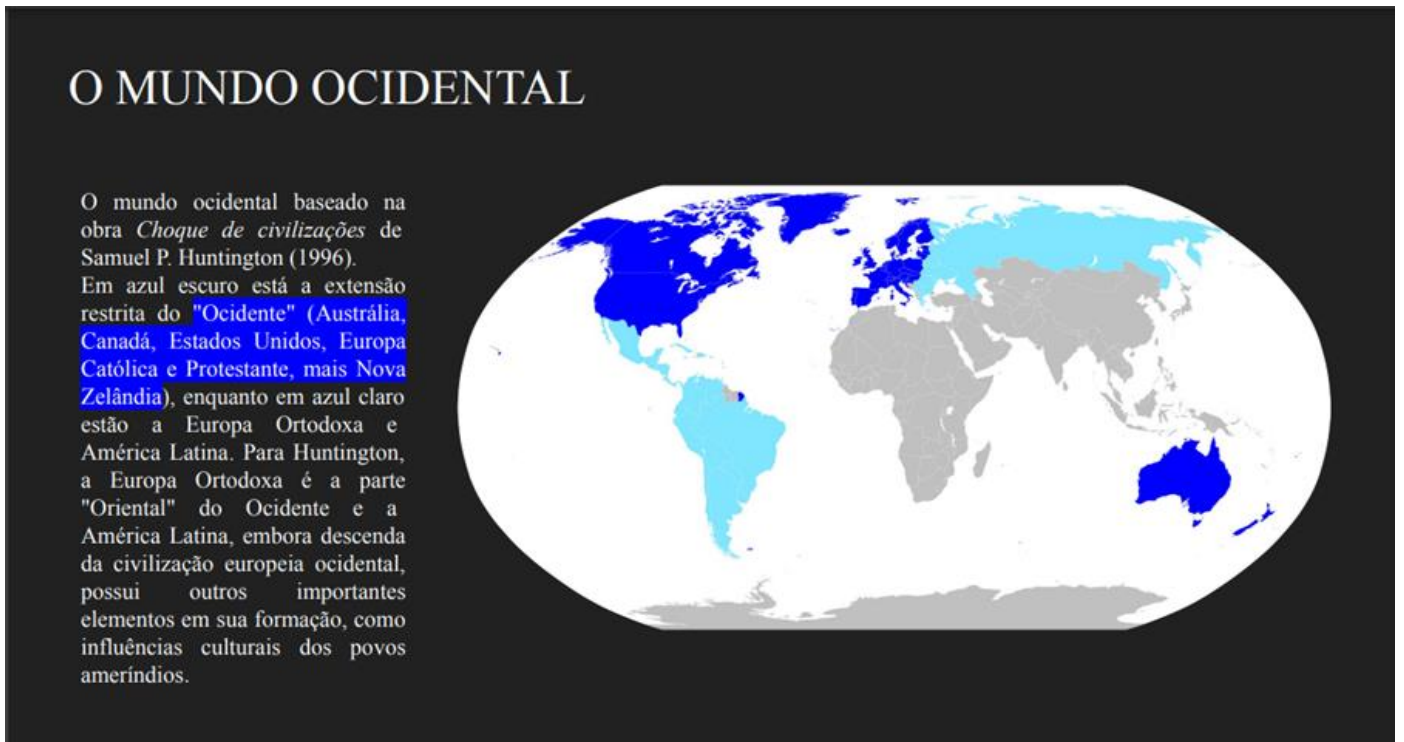 O MUNDO OCIDENTAL
O mundo ocidental baseado na
obra Choque de civilizações de
Samuel P. Huntington (1996).
Em azul escuro está a extensão
restrita do "Ocidente" (Austrália,
Canadá, Estados Unidos, Europa
Católica e Protestante, mais Nova
Zelândia), enquanto em azul claro
estão a Europa Ortodoxa e
América Latina. Para Huntington,
a Europa Ortodoxa é a parte
"Oriental" do Ocidente e a
América Latina, embora descenda
da civilização europeia ocidental,
possui outros importantes
elementos em sua formação, como
influências culturais dos povos
ameríndios.